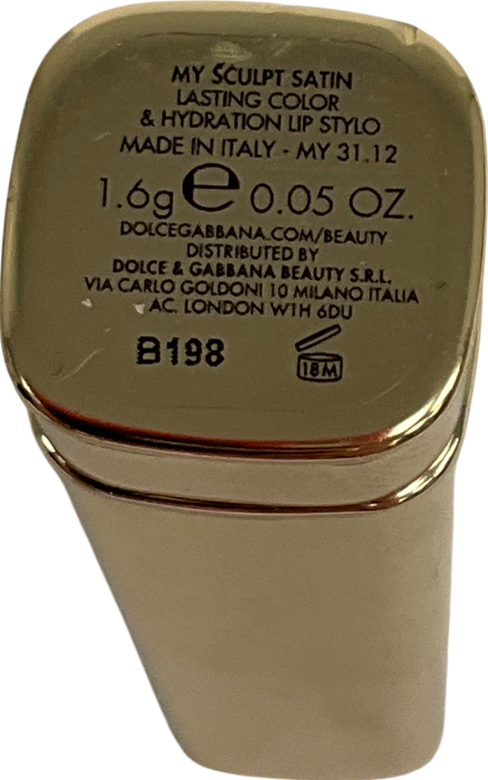 MY SCULPT SATIN
LASTING COLOR
& HYDRATION LIP STYLO
MADE IN ITALY - MY 31.12
1.6g e 0.05 OZ.
DOLCEGABBANA.COM/BEAUTY
DISTRIBUTED BY
DOLCE & GABBANA BEAUTY S.R.L.
VIA CARLO GOLDONI 10 MILANO ITALIA
AC. LONDON W1H 6DU
B198
18M